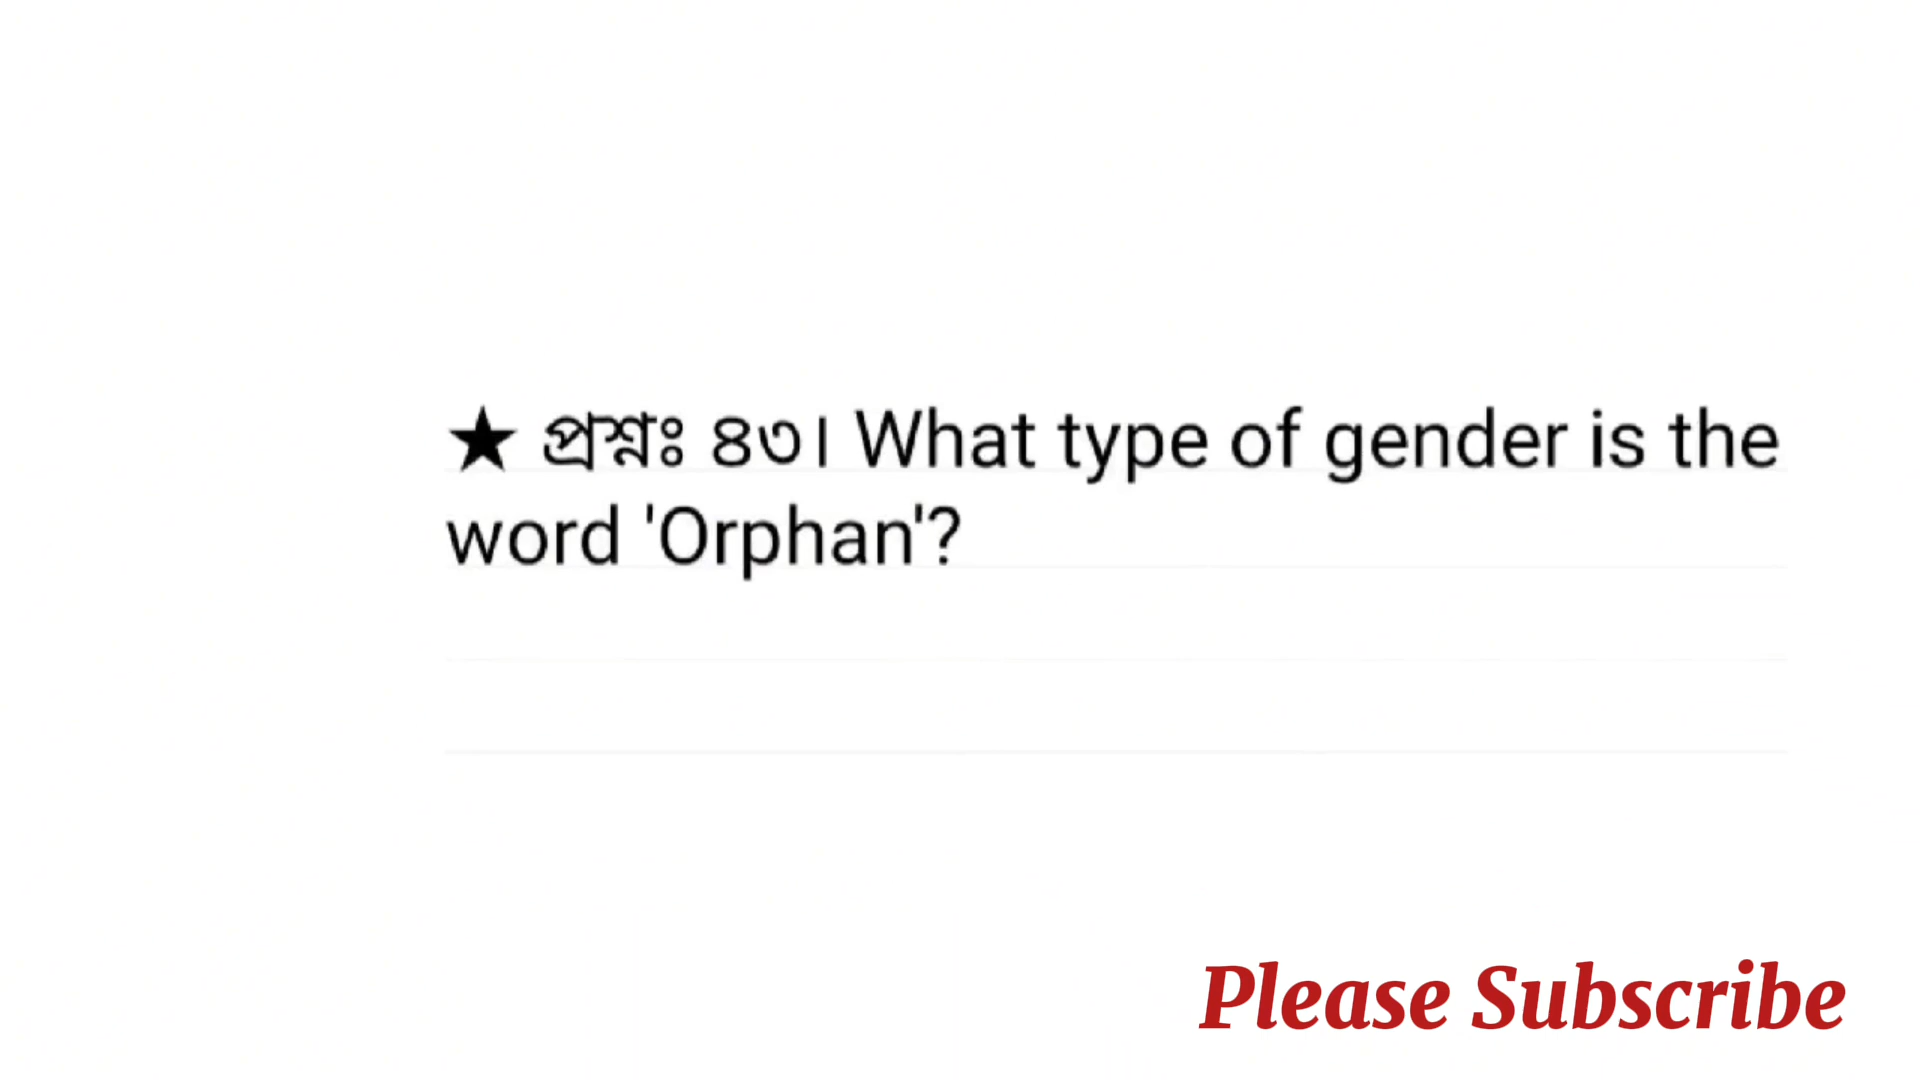 ★ প্রশ্নঃ ৪৩। What type of gender is the
word 'Orphan'?
Please Subscribe